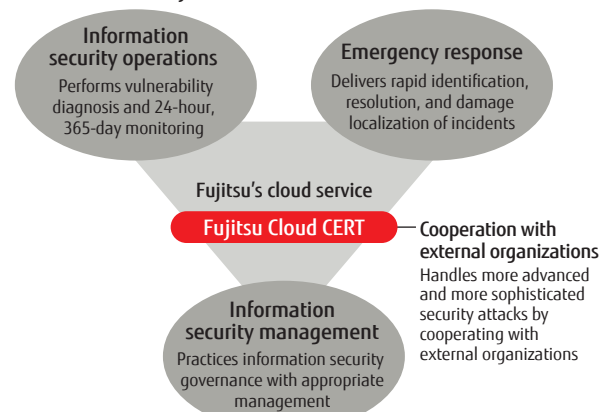 Information
security operations
Performs vulnerability
diagnosis and 24-hour,
365-day monitoring
Emergency response
Delivers rapid identification,
resolution, and damage
localization of incidents
Fujitsu's cloud service
Fujitsu Cloud CERT
Cooperation with
external organizations
Handles more advanced
and more sophisticated
security attacks by
cooperating with
external organizations
Information
security management
Practices information security
governance with appropriate
management